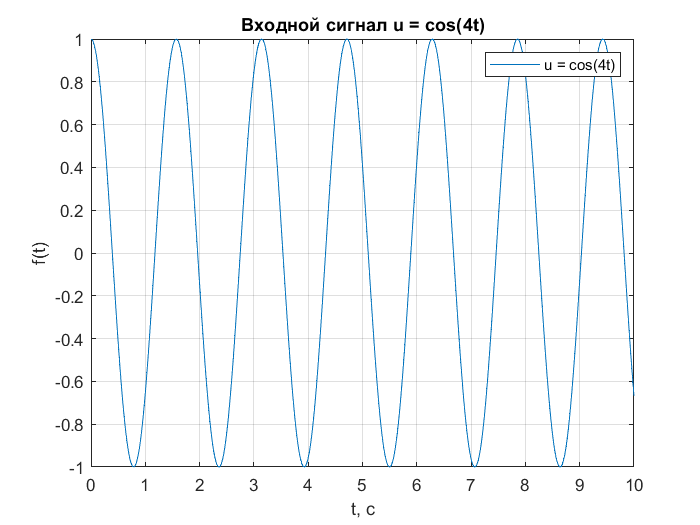 Входной сигнал u = cos(4t)
u = cos(4t)
1
0.8
0.6
0.4
0.2
0
-0.2
-0.4
-0.6
-0.8
-1
f(t)
0 1 2 3 4 5 6 7 8 9 10
t, с